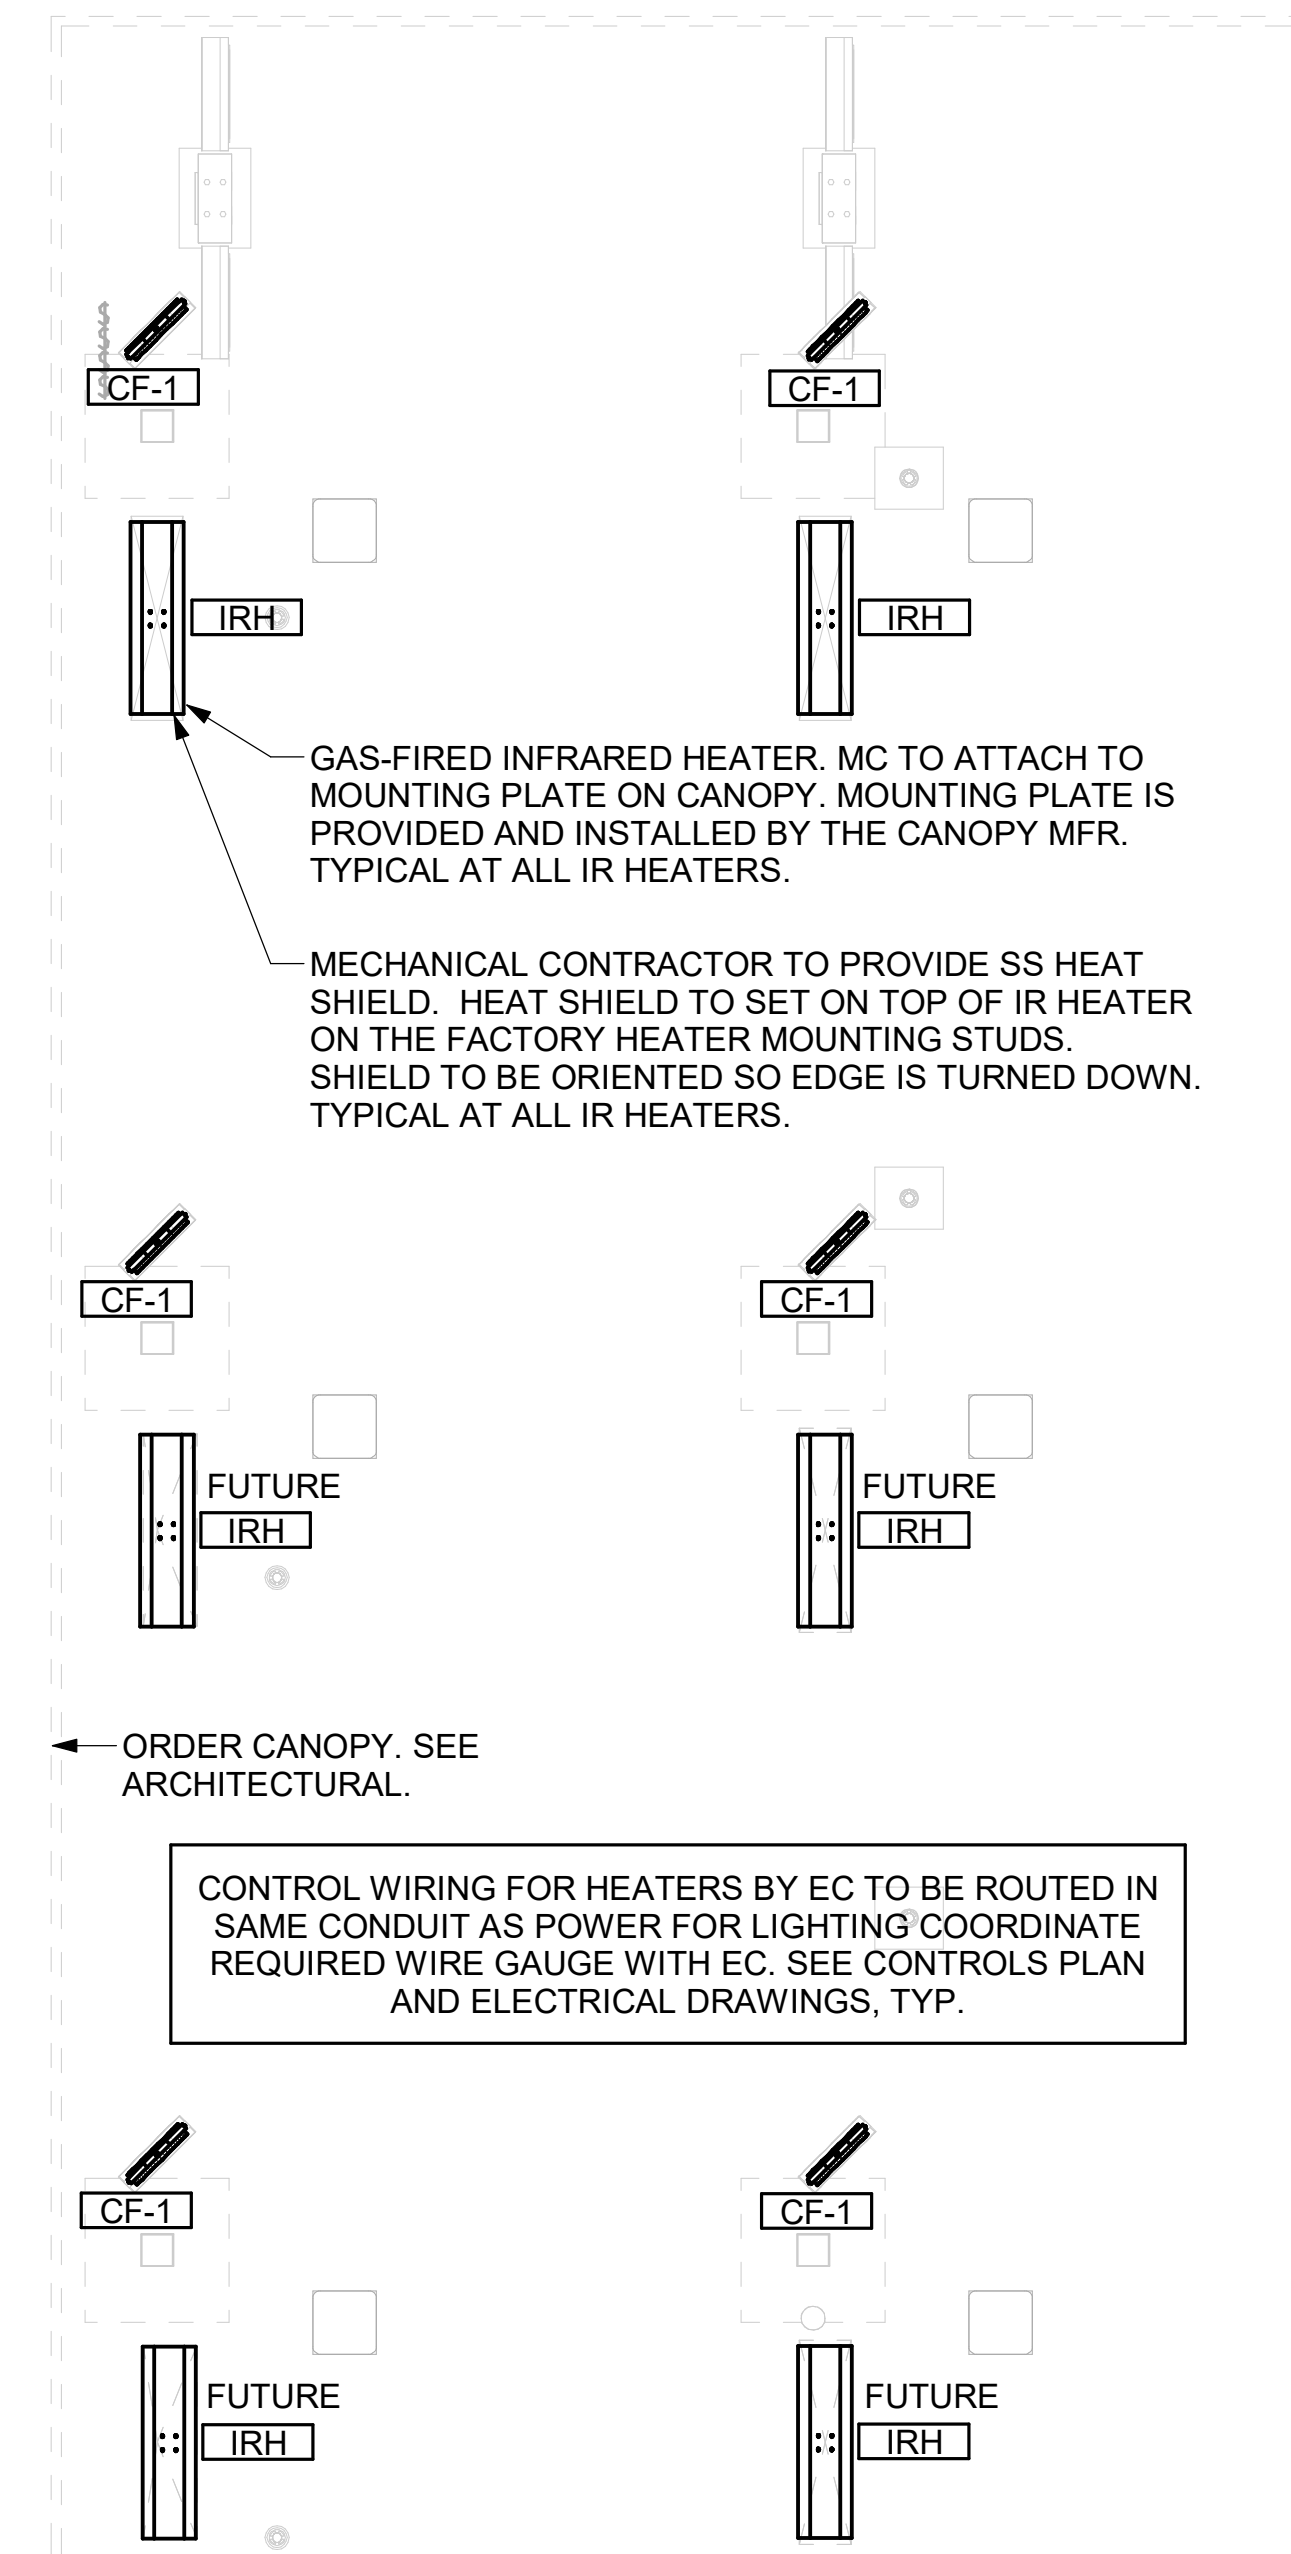 CF-1
CF-1
IRH
IRH
GAS-FIRED INFRARED HEATER. MC TO ATTACH TO
MOUNTING PLATE ON CANOPY. MOUNTING PLATE IS
PROVIDED AND INSTALLED BY THE CANOPY MFR.
TYPICAL AT ALL IR HEATERS.
MECHANICAL CONTRACTOR TO PROVIDE SS HEAT
SHIELD. HEAT SHIELD TO SET ON TOP OF IR HEATER
ON THE FACTORY HEATER MOUNTING STUDS.
SHIELD TO BE ORIENTED SO EDGE IS TURNED DOWN.
TYPICAL AT ALL IR HEATERS.
CF-1
CF-1
FUTURE
IRH
FUTURE
IRH
ORDER CANOPY. SEE
ARCHITECTURAL.
CONTROL WIRING FOR HEATERS BY EC TO BE ROUTED IN
SAME CONDUIT AS POWER FOR LIGHTING COORDINATE
REQUIRED WIRE GAUGE WITH EC. SEE CONTROLS PLAN
AND ELECTRICAL DRAWINGS, TYP.
CF-1
CF-1
FUTURE
IRH
FUTURE
IRH